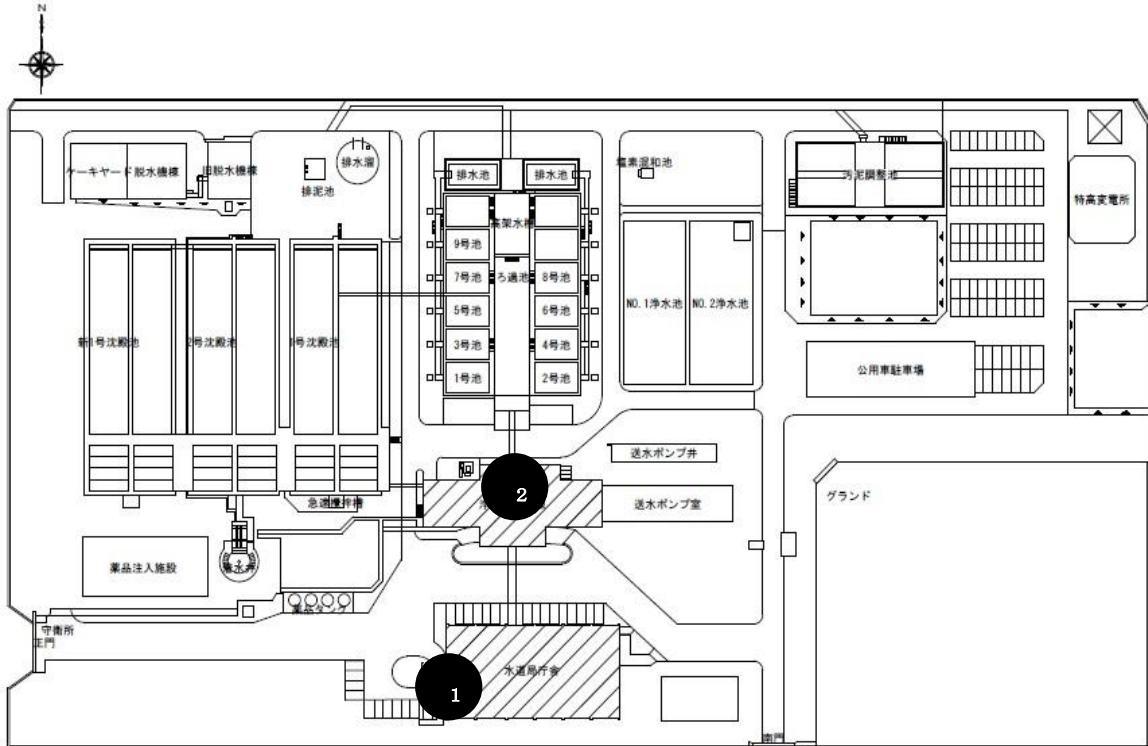 N
S
ケーキヤード
脱水機棟
旧脱水機棟
排泥池
排水溜
排水池
排水池
高架水槽
塩素混和池
汚泥調整池
特高変電所
9号池
7号池
ろ過池
8号池
5号池
6号池
3号池
4号池
1号池
2号池
新1号沈殿池
2号沈殿池
1号沈殿池
NO.1浄水池
NO.2浄水池
公用車駐車場
送水ポンプ井
2
急速攪拌槽
送水ポンプ室
グランド
薬品注入施設
着水井
薬品タンク
守衛所
正門
水道局庁舎
1
南門